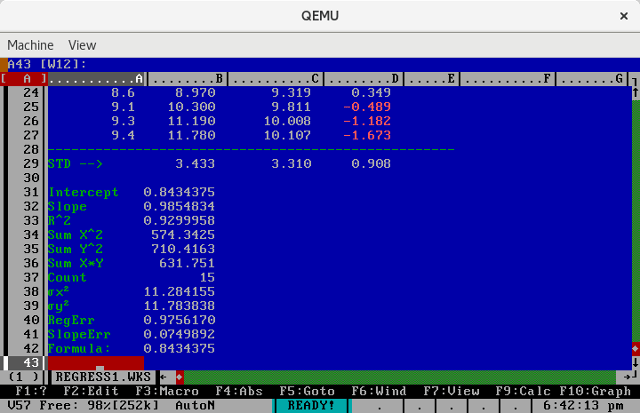 QEMU ×
Machine View
A43 [W12]:
[ A ]...........A|........B|........C|........D|.....E|..........F|.......G|
24 8.6 8.970 9.319 0.349
25 9.1 10.300 9.811 -0.489
26 9.3 11.190 10.008 -1.182
27 9.4 11.780 10.107 -1.673
28 ----------------------------------------------------
29 STD --> 3.433 3.310 0.908
30
31 Intercept 0.8434375
32 Slope 0.9854834
33 R^2 0.9299958
34 Sum X^2 574.3425
35 Sum Y^2 710.4163
36 Sum X*Y 631.751
37 Count 15
38 σx² 11.284155
39 σy² 11.783838
40 RegErr 0.9756170
41 SlopeErr 0.0749892
42 Formula: 0.8434375
43
(1 ) REGRESS1.WKS
F1:? F2:Edit F3:Macro F4:Abs F5:Goto F6:Wind F7:View F9:Calc F10:Graph
V57 Free: 98%[252k] AutoN READY! . . . . 6:42:13 pm